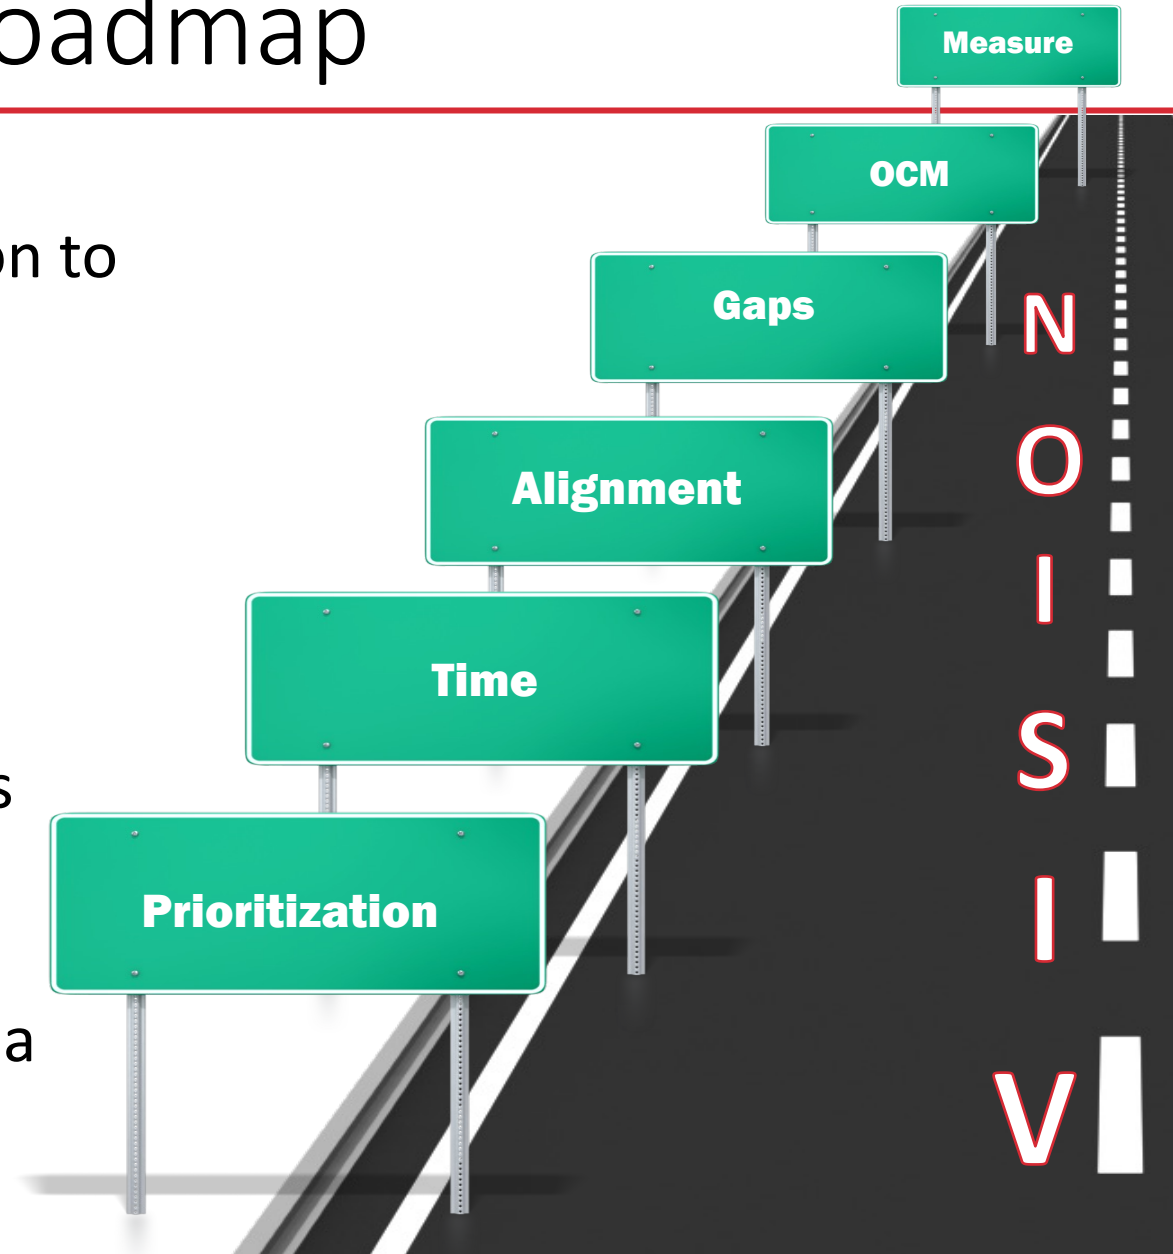 oadmap
Measure
OCM
on to
Gaps
Alignment
Time
s
Prioritization
a
N
O
I
S
I
V